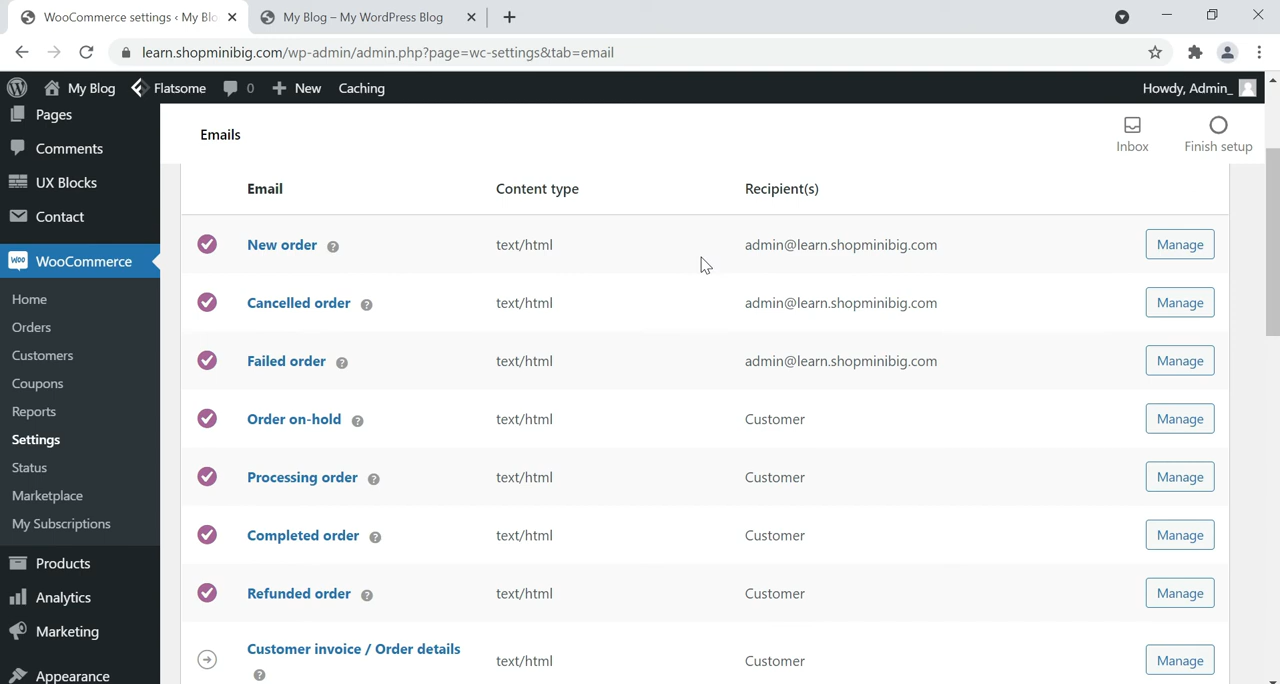 WooCommerce settings ‹ My Blo
My Blog – My WordPress Blog
learn.shopminibig.com/wp-admin/admin.php?page=wc-settings&tab=email
My Blog Flatsome 0 New Caching Howdy, Admin_
Pages
Comments
UX Blocks
Contact
WooCommerce
Home
Orders
Customers
Coupons
Reports
Settings
Status
Marketplace
My Subscriptions
Products
Analytics
Marketing
Appearance
Emails
Inbox
Finish setup
Email Content type Recipient(s)
New order ? text/html admin@learn.shopminibig.com Manage
Cancelled order ? text/html admin@learn.shopminibig.com Manage
Failed order ? text/html admin@learn.shopminibig.com Manage
Order on-hold ? text/html Customer Manage
Processing order ? text/html Customer Manage
Completed order ? text/html Customer Manage
Refunded order ? text/html Customer Manage
Customer invoice / Order details ? text/html Customer Manage